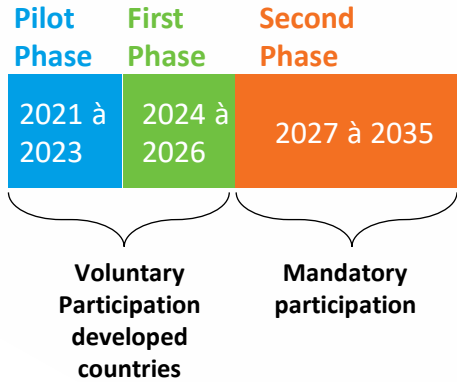 Pilot
Phase
First
Phase
Second
Phase
2021 à
2023
2024 à
2026
2027 à 2035
Voluntary
Participation
developed
countries
Mandatory
participation